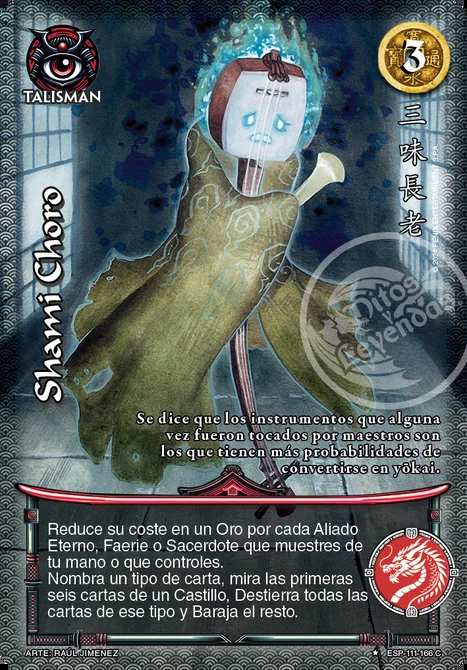 TALISMAN
3
三味長老
Shami Choro
Mitos y Leyendas
Se dice que los instrumentos que alguna
vez fueron tocados por maestros son
los que tienen más probabilidades de
convertirse en yōkai.
Reduce su coste en un Oro por cada Aliado
Eterno, Faerie o Sacerdote que muestres de
tu mano o que controles.
Nombra un tipo de carta, mira las primeras
seis cartas de un Castillo, Destierra todas las
cartas de ese tipo y Baraja el resto.
ARTE: RAÚL JIMENEZ
ESP-111-166 C